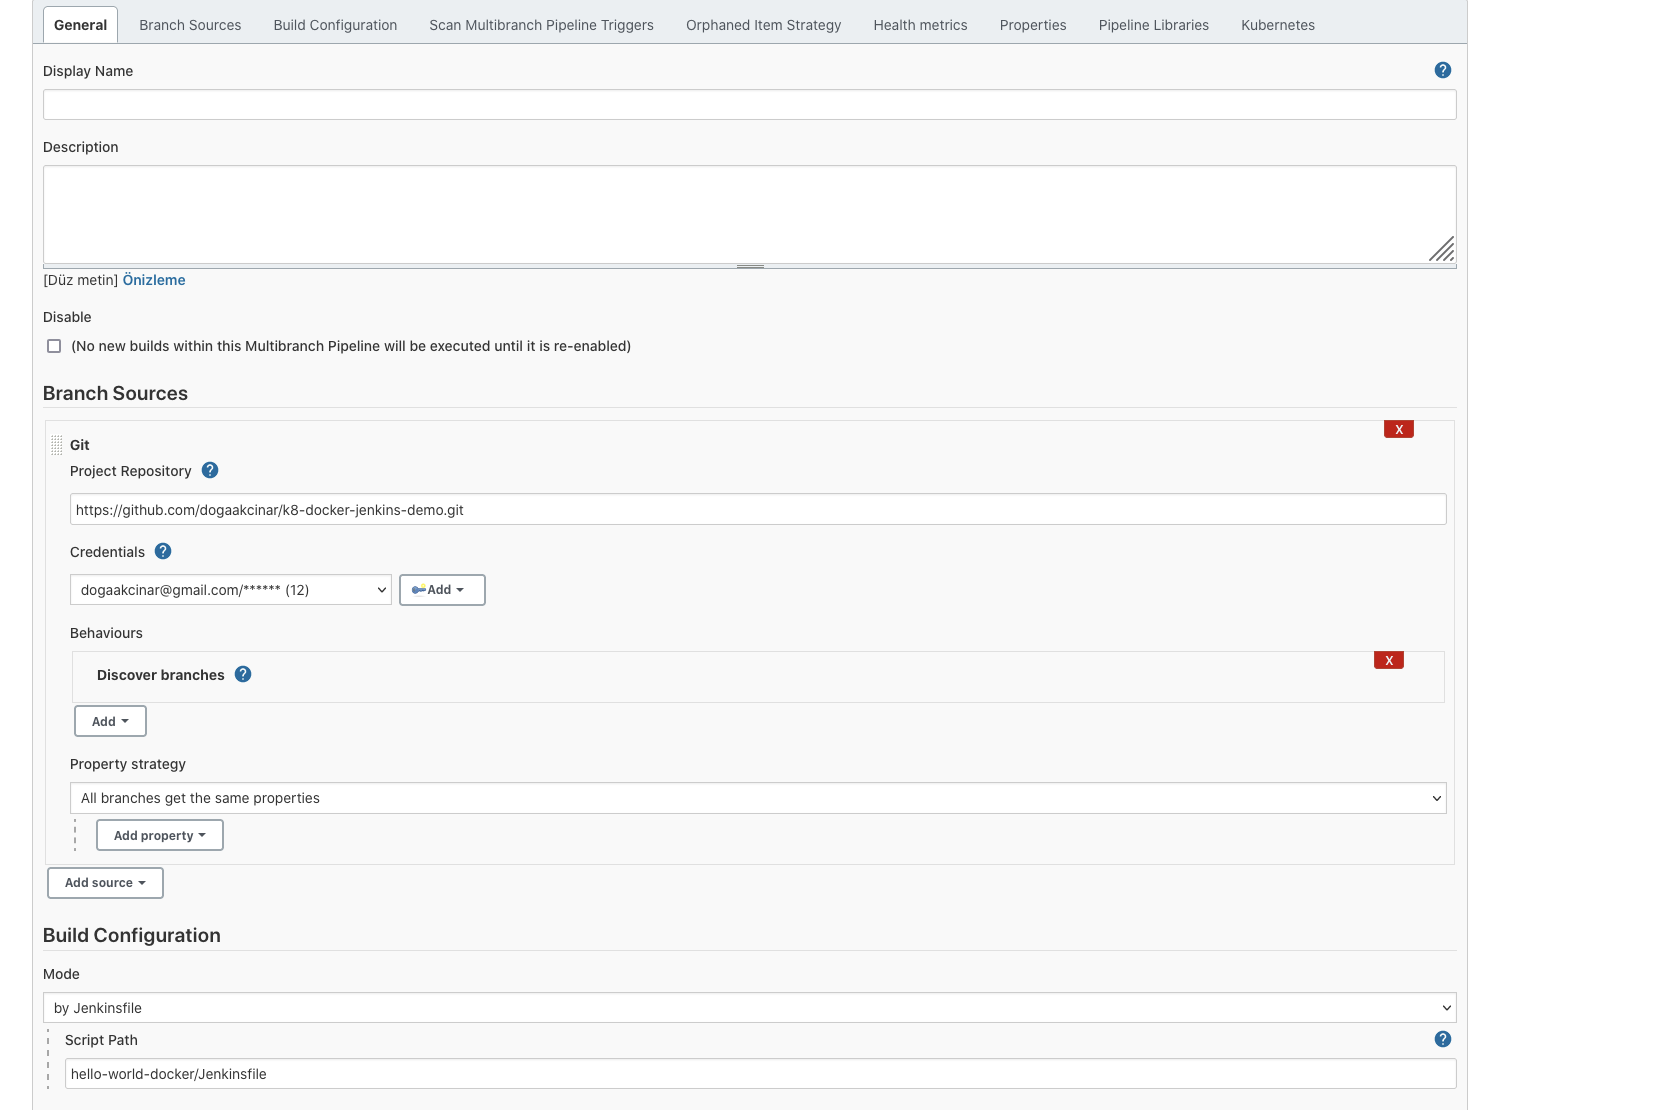 General Branch Sources Build Configuration Scan Multibranch Pipeline Triggers Orphaned Item Strategy Health metrics Properties Pipeline Libraries Kubernetes
Display Name ?
Description
[Düz metin] Önizleme
Disable
(No new builds within this Multibranch Pipeline will be executed until it is re-enabled)
Branch Sources
X
Git
Project Repository ?
https://github.com/dogaakcinar/k8-docker-jenkins-demo.git
Credentials ?
dogaakcinar@gmail.com/****** (12) Add
Behaviours
X
Discover branches ?
Add
Property strategy
All branches get the same properties
Add property
Add source
Build Configuration
Mode
by Jenkinsfile
Script Path ?
hello-world-docker/Jenkinsfile